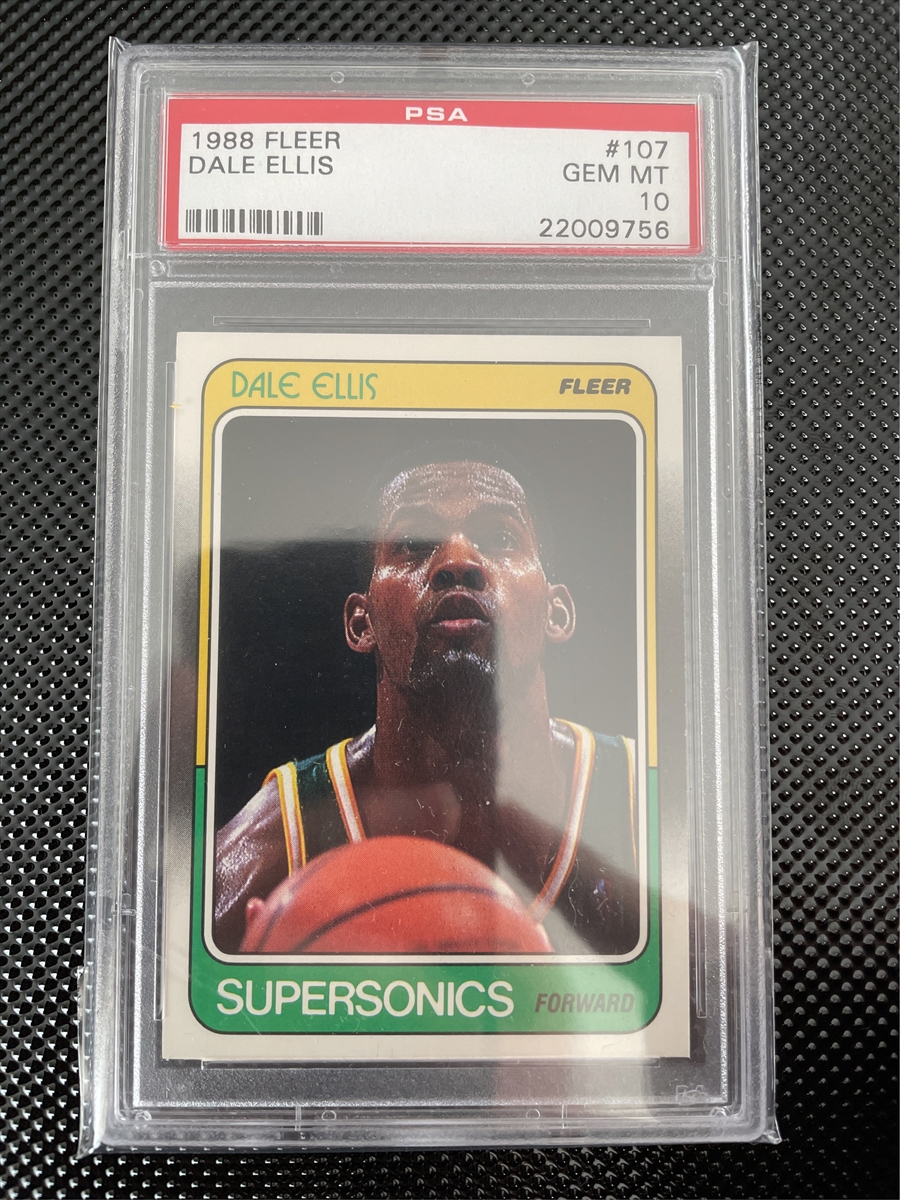 PSA
1988 FLEER #107
DALE ELLIS GEM MT
10
22009756
DALE ELLIS FLEER
SUPERSONICS FORWARD